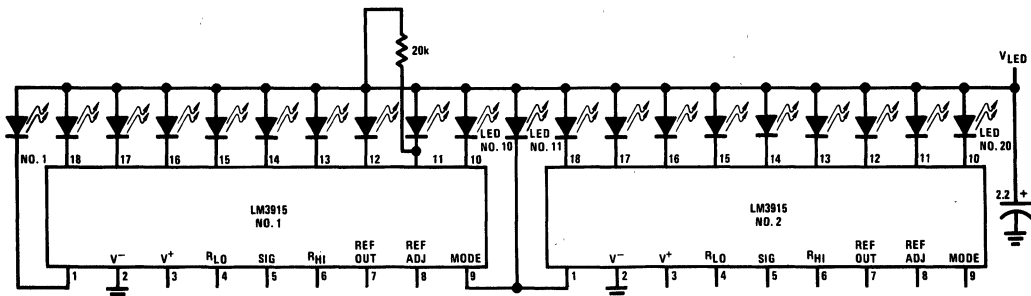 20k
V LED
NO. 1
18
17
16
15
14
13
12
11
10
LED
NO. 10
LED
NO. 11
18
17
16
15
14
13
12
11
10
LED
NO. 20
2.2
+
LM3915
NO. 1
V−
V+
RLO
SIG
RHI
REF
OUT
REF
ADJ
MODE
1
2
3
4
5
6
7
8
9
LM3915
NO. 2
V−
V+
RLO
SIG
RHI
REF
OUT
REF
ADJ
MODE
1
2
3
4
5
6
7
8
9